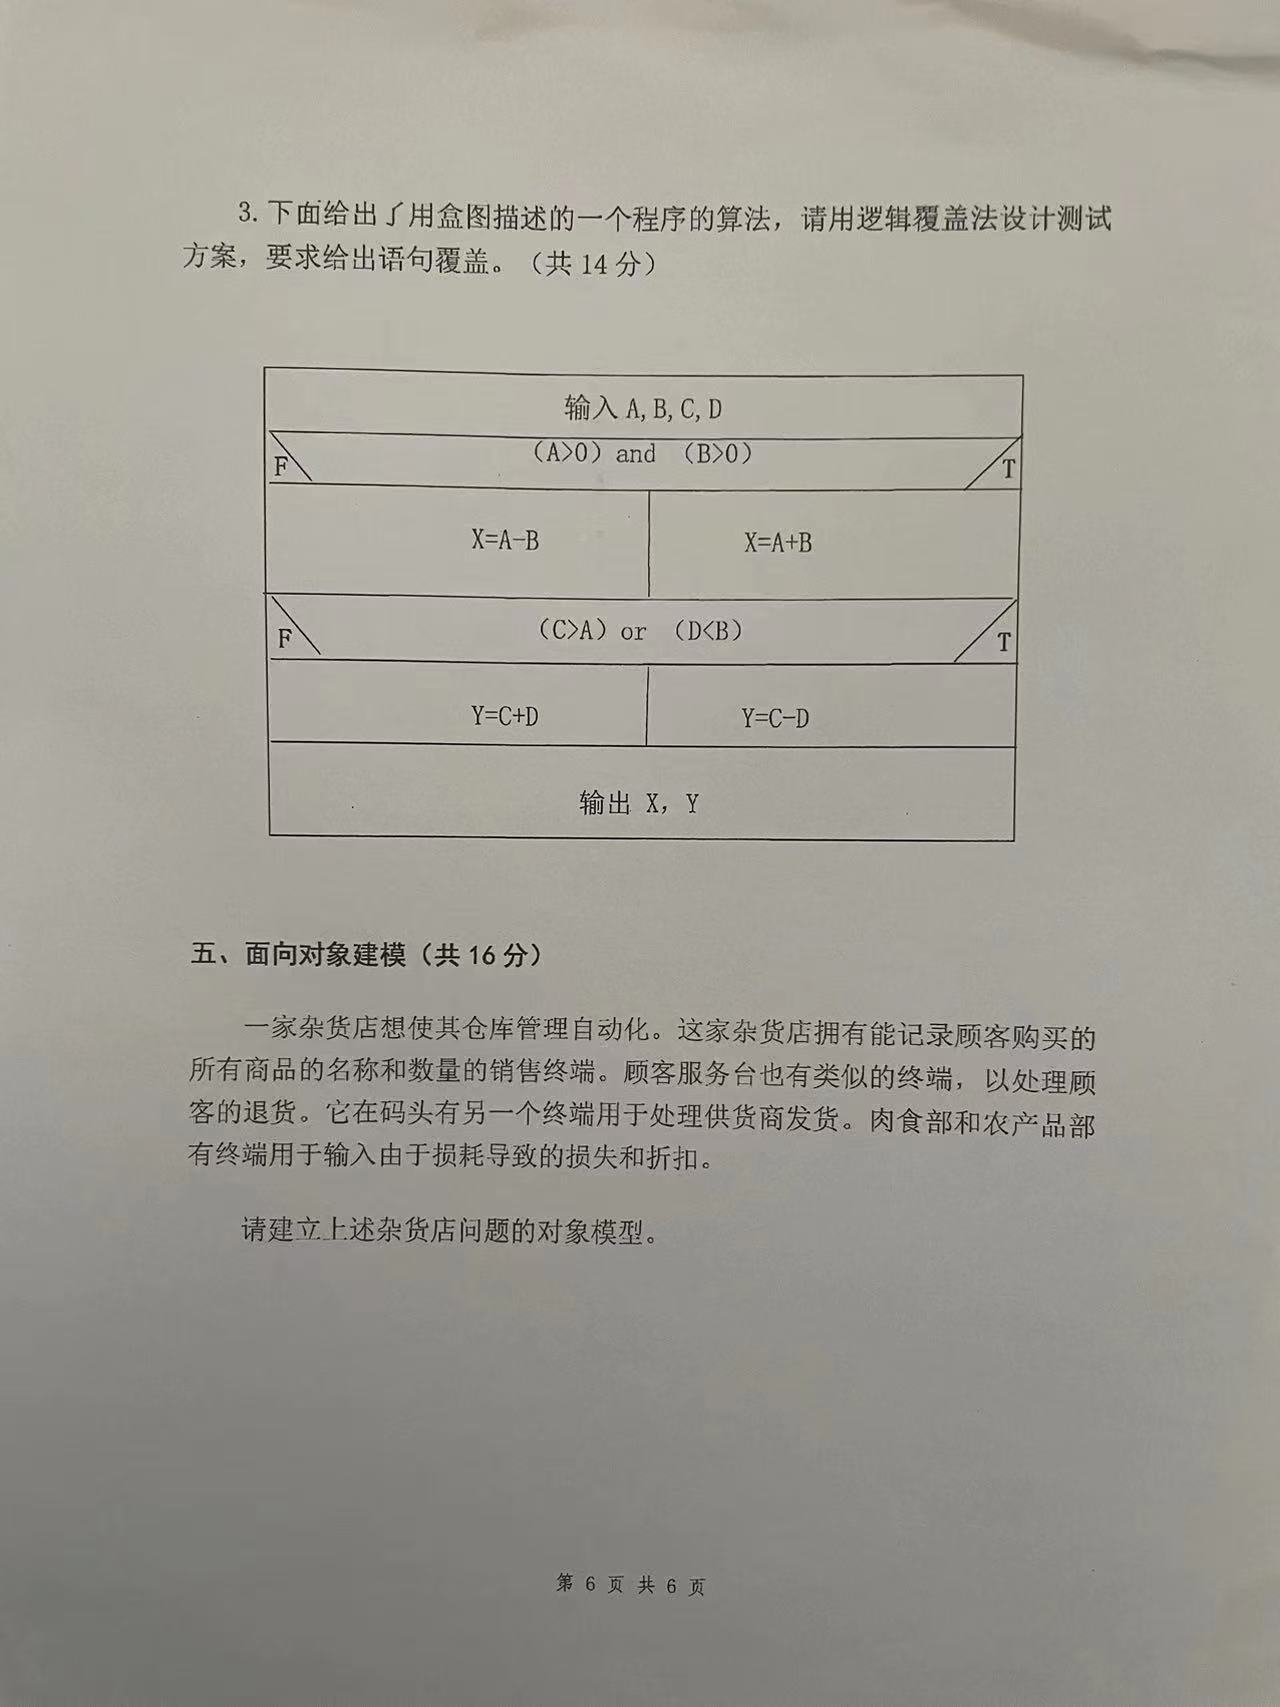 3. 下面给出了用盒图描述的一个程序的算法，请用逻辑覆盖法设计测试
方案，要求给出语句覆盖。（共 14 分）
输入 A, B, C, D
F （A>0）and （B>0） T
X=A-B X=A+B
F （C>A）or （D<B） T
Y=C+D Y=C-D
输出 X，Y
五、面向对象建模（共 16 分）
一家杂货店想使其仓库管理自动化。这家杂货店拥有能记录顾客购买的
所有商品的名称和数量的销售终端。顾客服务台也有类似的终端，以处理顾
客的退货。它在码头有另一个终端用于处理供货商发货。肉食部和农产品部
有终端用于输入由于损耗导致的损失和折扣。
请建立上述杂货店问题的对象模型。
第 6 页 共 6 页